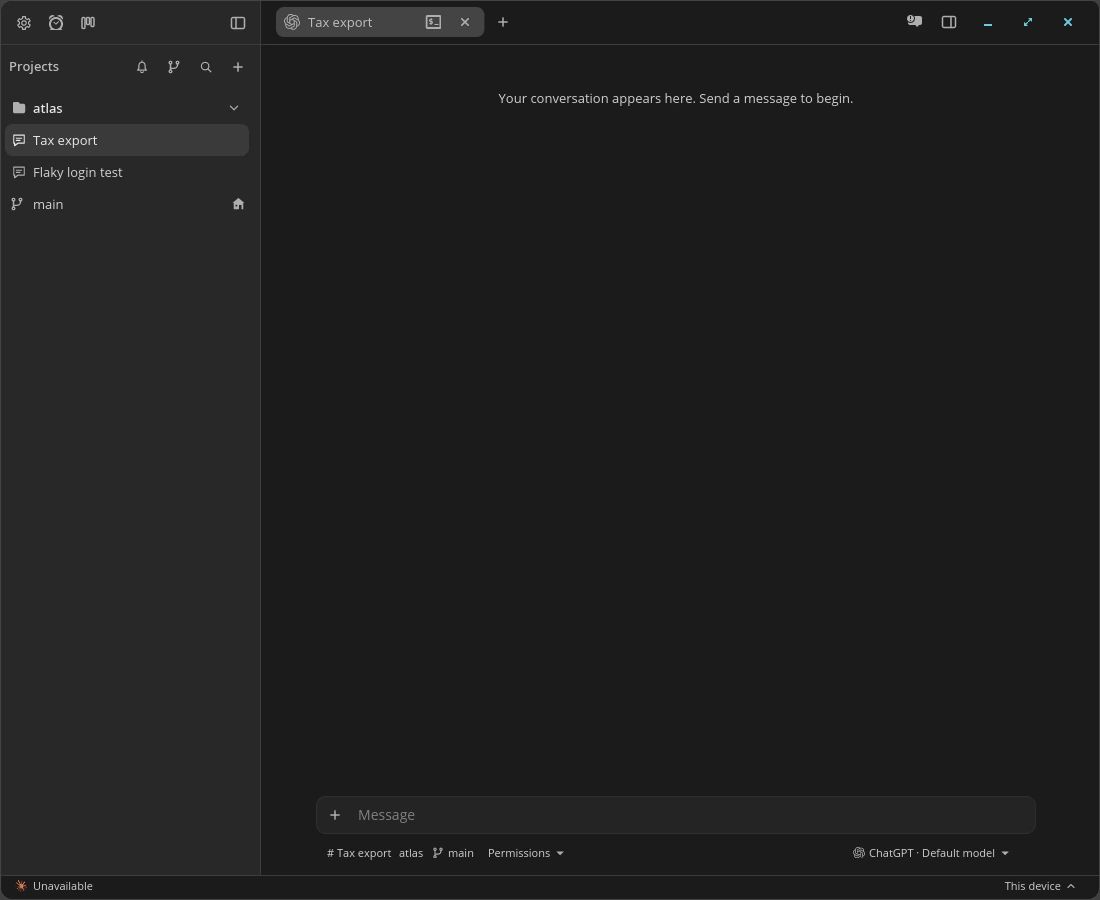 Tax export
Projects
atlas
Tax export
Flaky login test
main
Your conversation appears here. Send a message to begin.
Message
# Tax export atlas main Permissions ChatGPT · Default model
Unavailable This device